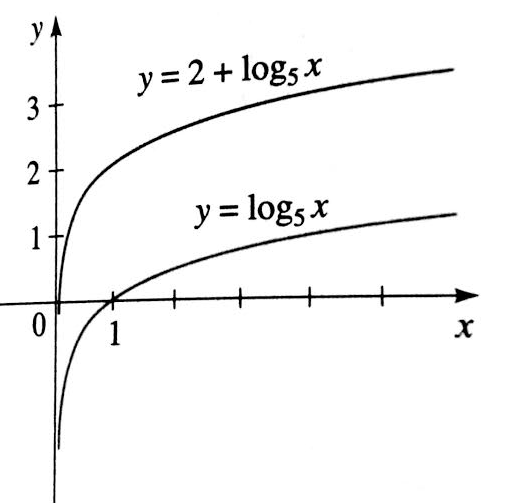 y
y = 2 + log₅ x
3
2
y = log₅ x
1
0
1
x